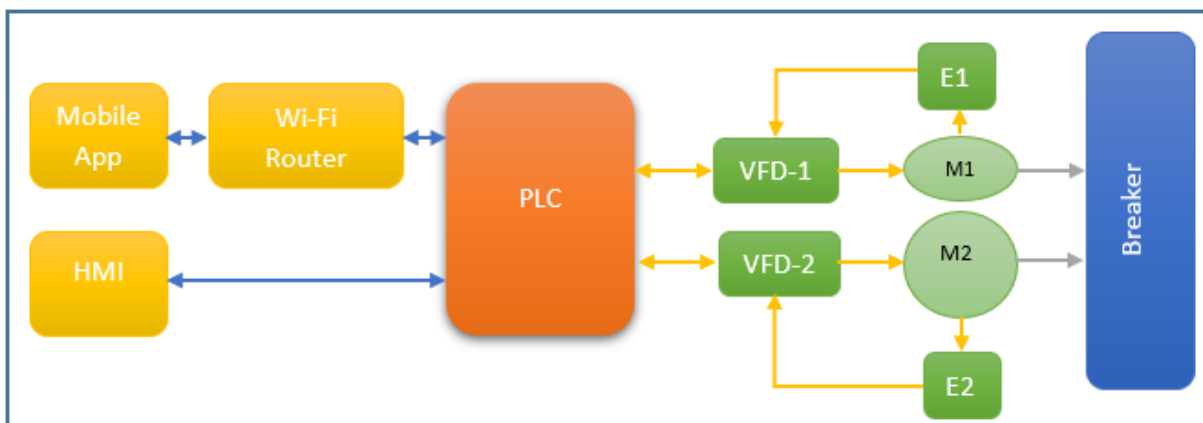 Mobile
App
Wi-Fi
Router
HMI
PLC
VFD-1
VFD-2
E1
M1
M2
E2
Breaker